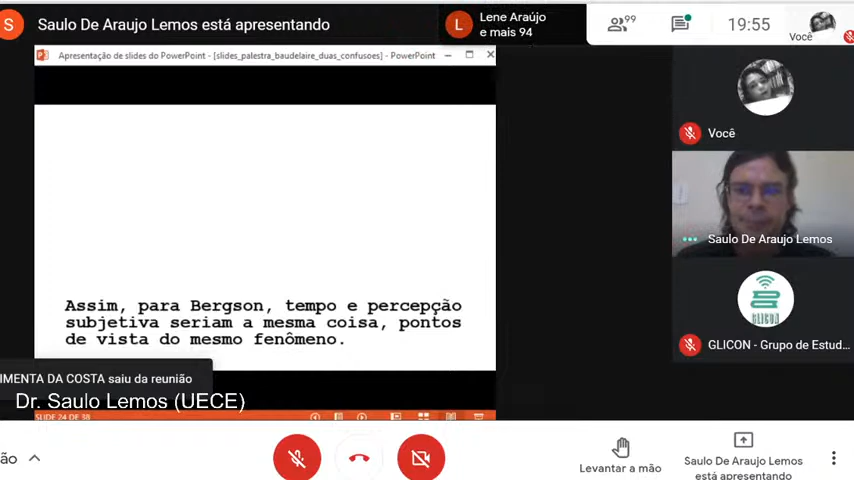 S Saulo De Araujo Lemos está apresentando
L Lene Araújo
e mais 94
99
19:55
Você
Apresentação de slides do PowerPoint - [slides_palestra_baudelaire_duas_confusoes] - PowerPoint
Você
Saulo De Araujo Lemos
GLICON
GLICON - Grupo de Estud...
Assim, para Bergson, tempo e percepção
subjetiva seriam a mesma coisa, pontos
de vista do mesmo fenômeno.
IMENTA DA COSTA saiu da reunião
Dr. Saulo Lemos (UECE)
SLIDE 24 DE 38
ão
Levantar a mão
Saulo De Araujo Lemos
está apresentando